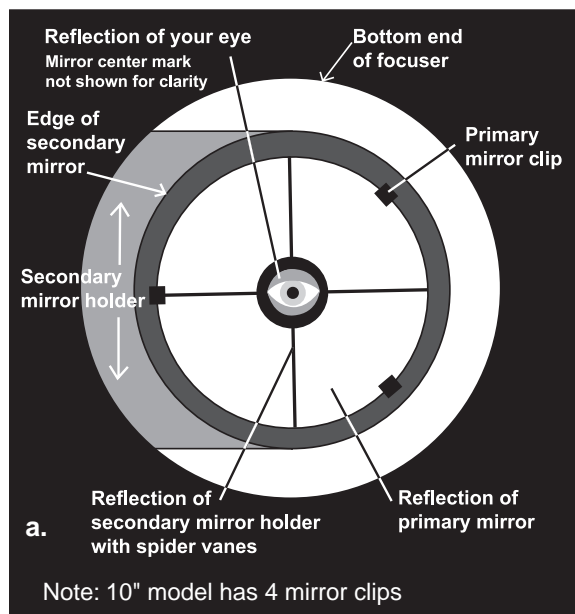 Reflection of your eye
Mirror center mark
not shown for clarity
Bottom end
of focuser
Edge of
secondary
mirror
Primary
mirror clip
Secondary
mirror holder
Reflection of
secondary mirror holder
with spider vanes
Reflection of
primary mirror
a.
Note: 10" model has 4 mirror clips